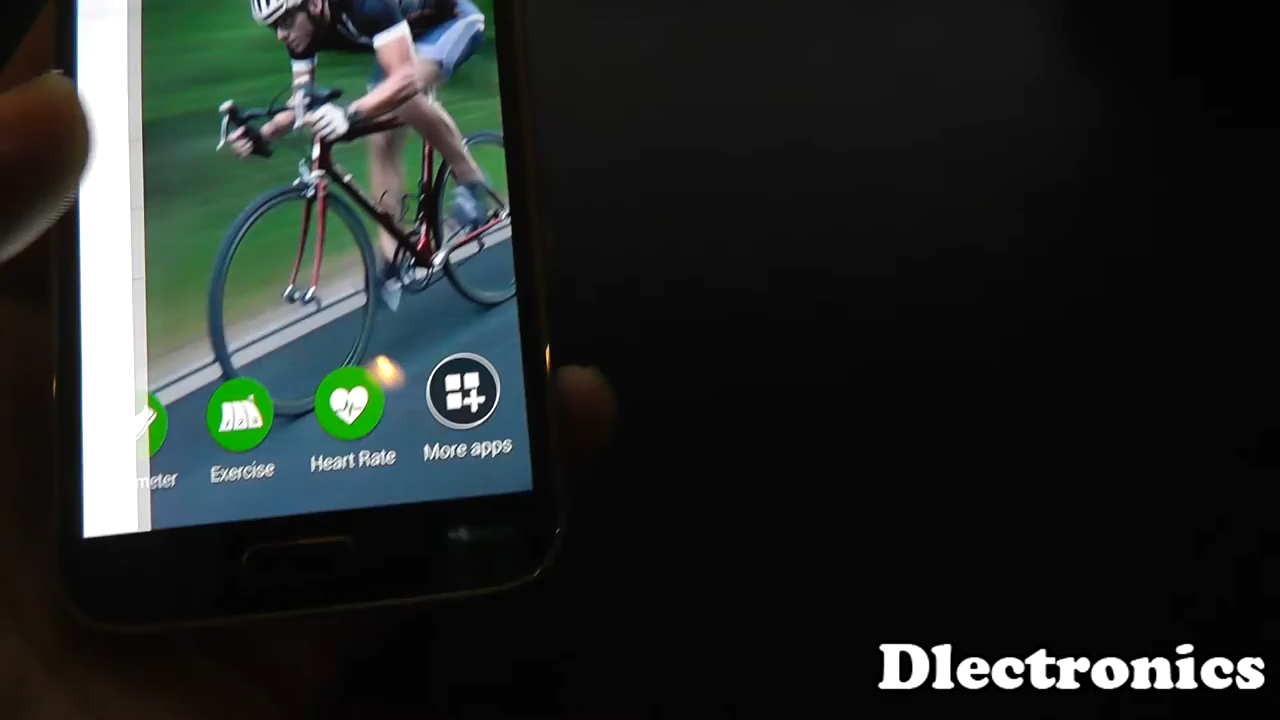 meter
Exercise
Heart Rate
More apps
Dlectronics